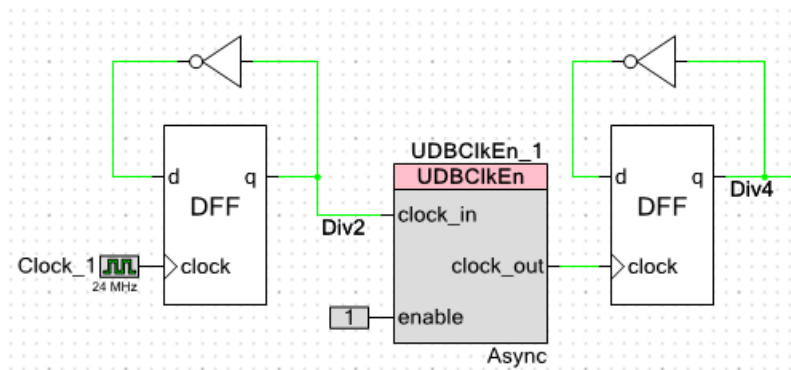 d
q
DFF
Clock_1
clock
24 MHz
Div2
UDBClkEn_1
UDBClkEn
clock_in
clock_out
1
enable
Async
d
q
DFF
clock
Div4